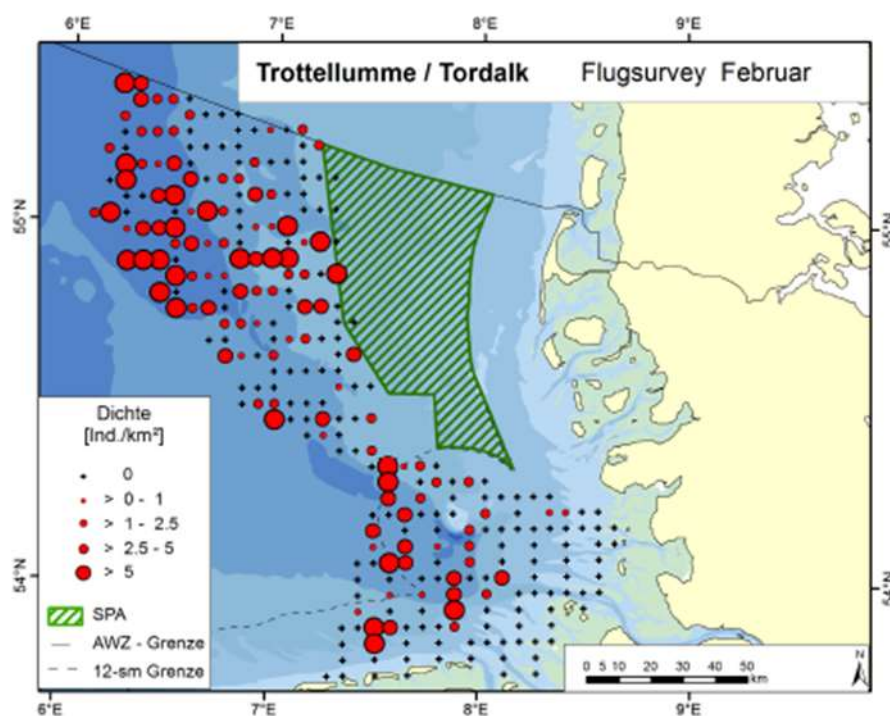 6°E 7°E 8°E 9°E
Trottellumme / Tordalk Flugsurvey Februar
55°N 55°N
Dichte
[Ind./km²]
0
> 0 - 1
> 1 - 2.5
> 2.5 - 5
> 5
SPA
AWZ - Grenze
12-sm Grenze
54°N 54°N
N
0 5 10 20 30 40 50
km
6°E 7°E 8°E 9°E